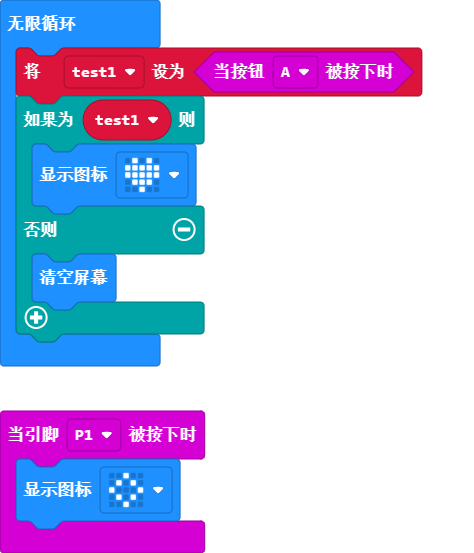 无限循环
将 test1 设为 当按钮 A 被按下时
如果为 test1 则
显示图标
否则
清空屏幕
当引脚 P1 被按下时
显示图标